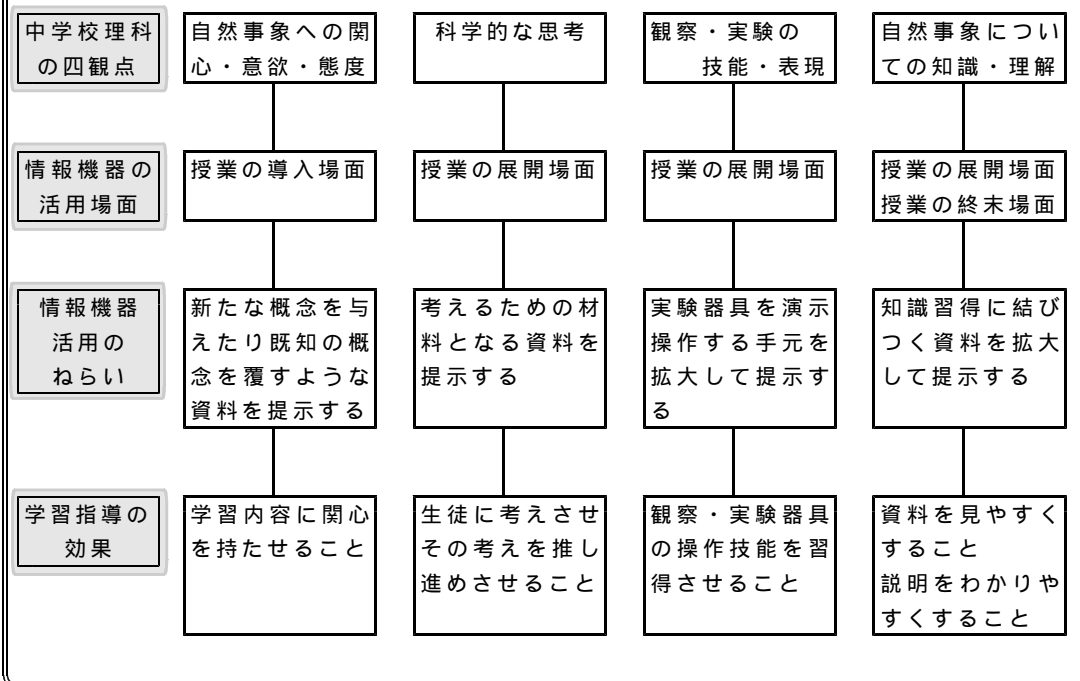 中学校理科
の四観点
自然事象への関
心・意欲・態度
科学的な思考
観察・実験の
技能・表現
自然事象につい
ての知識・理解
情報機器の
活用場面
授業の導入場面
授業の展開場面
授業の展開場面
授業の展開場面
授業の終末場面
情報機器
活用の
ねらい
新たな概念を与
えたり既知の概
念を覆すような
資料を提示する
考えるための材
料となる資料を
提示する
実験器具を演示
操作する手元を
拡大して提示す
る
知識習得に結び
つく資料を拡大
して提示する
学習指導の
効果
学習内容に関心
を持たせること
生徒に考えさせ
その考えを推し
進めさせること
観察・実験器具
の操作技能を習
得させること
資料を見やすく
すること
説明をわかりや
すくすること